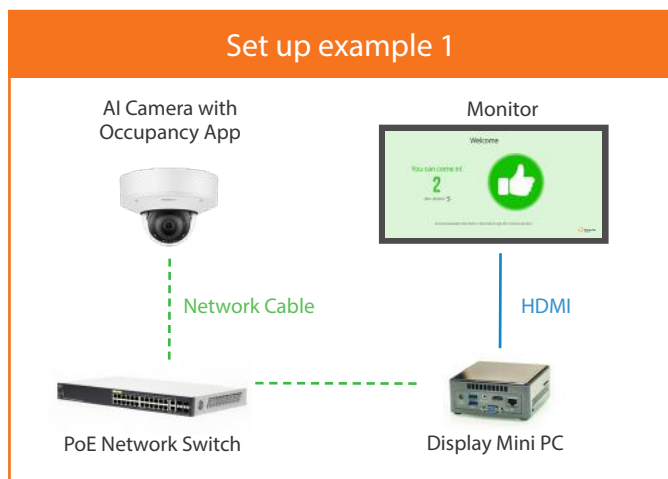 Set up example 1
AI Camera with
Occupancy App
Monitor
Welcome
You can come in!
2
Network Cable
HDMI
PoE Network Switch
Display Mini PC